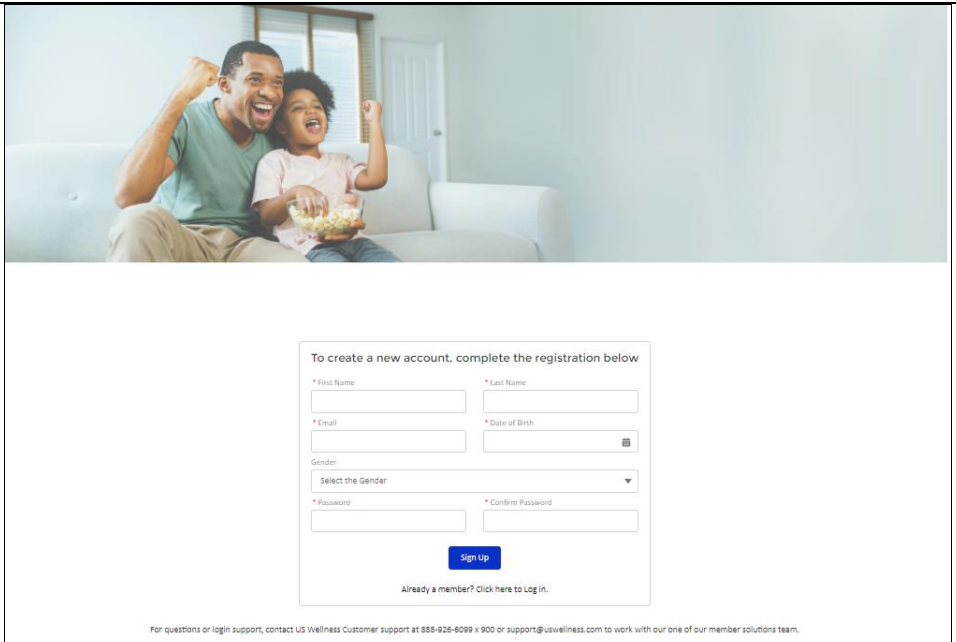 To create a new account, complete the registration below
* First Name
* Last Name
* Email
* Date of Birth
Gender
Select the Gender
* Password
* Confirm Password
Sign Up
Already a member? Click here to Log in.
For questions or login support, contact US Wellness Customer support at 888-926-6099 x 900 or support@uswellness.com to work with our one of our member solutions team.